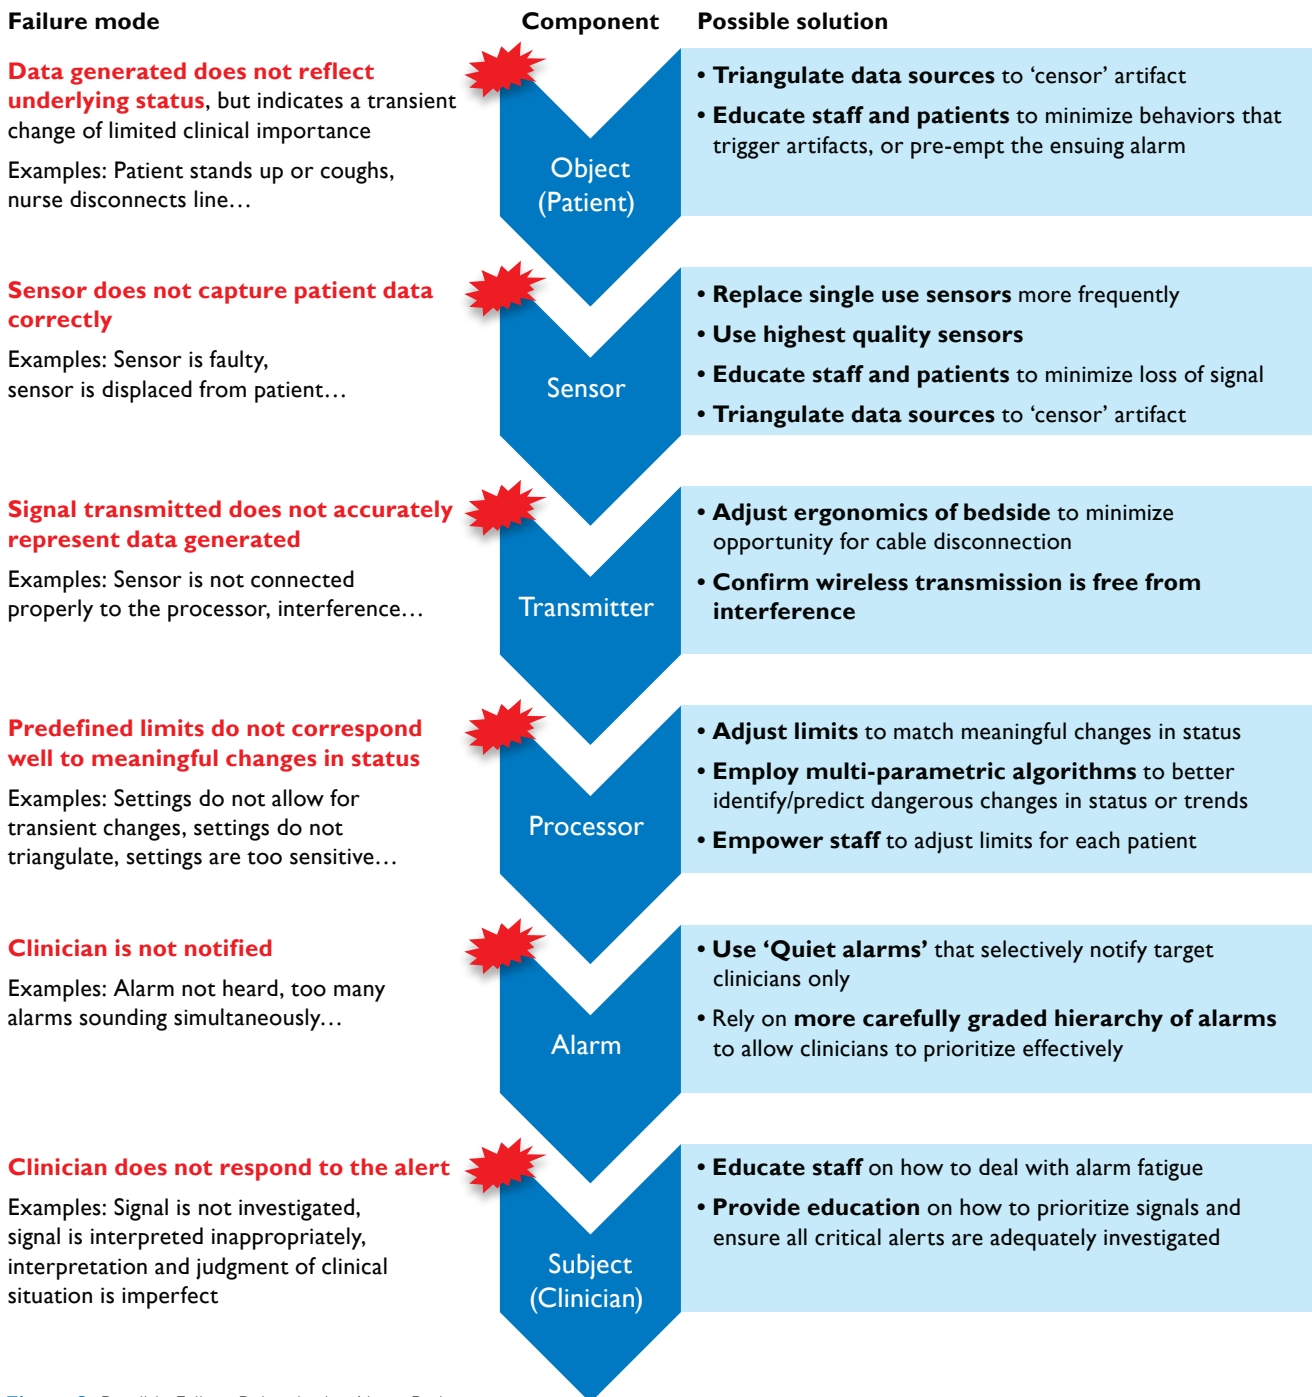 Failure mode
Component
Possible solution
Data generated does not reflect
underlying status, but indicates a transient
change of limited clinical importance
Examples: Patient stands up or coughs,
nurse disconnects line…
Object
(Patient)
• Triangulate data sources to ‘censor’ artifact
• Educate staff and patients to minimize behaviors that
trigger artifacts, or pre-empt the ensuing alarm
Sensor does not capture patient data
correctly
Examples: Sensor is faulty,
sensor is displaced from patient…
Sensor
• Replace single use sensors more frequently
• Use highest quality sensors
• Educate staff and patients to minimize loss of signal
• Triangulate data sources to ‘censor’ artifact
Signal transmitted does not accurately
represent data generated
Examples: Sensor is not connected
properly to the processor, interference…
Transmitter
• Adjust ergonomics of bedside to minimize
opportunity for cable disconnection
• Confirm wireless transmission is free from
interference
Predefined limits do not correspond
well to meaningful changes in status
Examples: Settings do not allow for
transient changes, settings do not
triangulate, settings are too sensitive…
Processor
• Adjust limits to match meaningful changes in status
• Employ multi-parametric algorithms to better
identify/predict dangerous changes in status or trends
• Empower staff to adjust limits for each patient
Clinician is not notified
Examples: Alarm not heard, too many
alarms sounding simultaneously…
Alarm
• Use ‘Quiet alarms’ that selectively notify target
clinicians only
• Rely on more carefully graded hierarchy of alarms
to allow clinicians to prioritize effectively
Clinician does not respond to the alert
Examples: Signal is not investigated,
signal is interpreted inappropriately,
interpretation and judgment of clinical
situation is imperfect
Subject
(Clinician)
• Educate staff on how to deal with alarm fatigue
• Provide education on how to prioritize signals and
ensure all critical alerts are adequately investigated